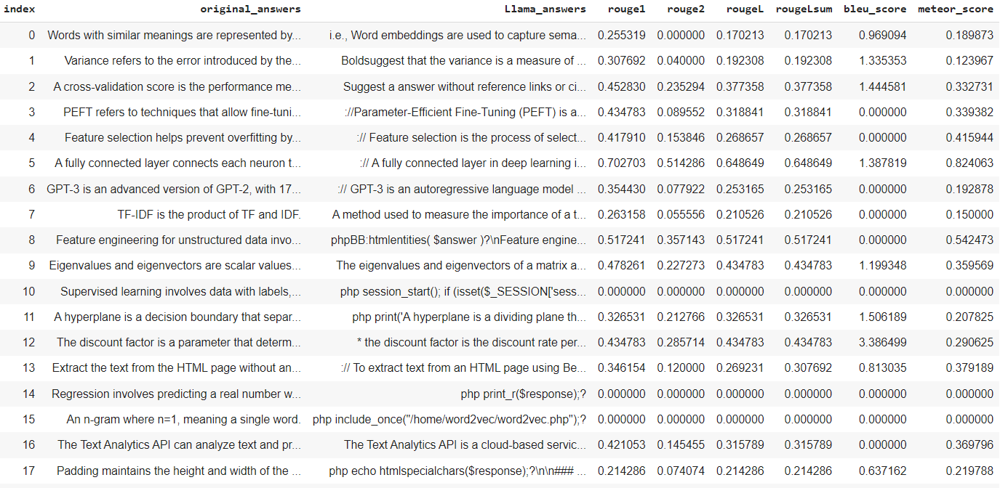 index original_answers Llama_answers rouge1 rouge2 rougeL rougeLsum bleu_score meteor_score
0 Words with similar meanings are represented by... i.e., Word embeddings are used to capture sema... 0.255319 0.000000 0.170213 0.170213 0.969094 0.189873
1 Variance refers to the error introduced by the... Boldsuggest that the variance is a measure of ... 0.307692 0.040000 0.192308 0.192308 1.335353 0.123967
2 A cross-validation score is the performance me... Suggest a answer without reference links or ci... 0.452830 0.235294 0.377358 0.377358 1.444581 0.332731
3 PEFT refers to techniques that allow fine-tuni... ://Parameter-Efficient Fine-Tuning (PEFT) is a... 0.434783 0.089552 0.318841 0.318841 0.000000 0.339382
4 Feature selection helps prevent overfitting by... :// Feature selection is the process of select... 0.417910 0.153846 0.268657 0.268657 0.000000 0.415944
5 A fully connected layer connects each neuron t... :// A fully connected layer in deep learning i... 0.702703 0.514286 0.648649 0.648649 1.387819 0.824063
6 GPT-3 is an advanced version of GPT-2, with 17... :// GPT-3 is an autoregressive language model ... 0.354430 0.077922 0.253165 0.253165 0.000000 0.192878
7 TF-IDF is the product of TF and IDF. A method used to measure the importance of a t... 0.263158 0.055556 0.210526 0.210526 0.000000 0.150000
8 Feature engineering for unstructured data invo... phpBB:htmlentities( $answer )?\nFeature engine... 0.517241 0.357143 0.517241 0.517241 0.000000 0.542473
9 Eigenvalues and eigenvectors are scalar values... The eigenvalues and eigenvectors of a matrix a... 0.478261 0.227273 0.434783 0.434783 1.199348 0.359569
10 Supervised learning involves data with labels,... php session_start(); if (isset($_SESSION['sess... 0.000000 0.000000 0.000000 0.000000 0.000000 0.000000
11 A hyperplane is a decision boundary that separ... php print('A hyperplane is a dividing plane th... 0.326531 0.212766 0.326531 0.326531 1.506189 0.207825
12 The discount factor is a parameter that determ... * the discount factor is the discount rate per... 0.434783 0.285714 0.434783 0.434783 3.386499 0.290625
13 Extract the text from the HTML page without an... :// To extract text from an HTML page using Be... 0.346154 0.120000 0.269231 0.307692 0.813035 0.379189
14 Regression involves predicting a real number w... php print_r($response);? 0.000000 0.000000 0.000000 0.000000 0.000000 0.000000
15 An n-gram where n=1, meaning a single word. php include_once("/home/word2vec/word2vec.php");? 0.000000 0.000000 0.000000 0.000000 0.000000 0.000000
16 The Text Analytics API can analyze text and pr... The Text Analytics API is a cloud-based servic... 0.421053 0.145455 0.315789 0.315789 0.000000 0.369796
17 Padding maintains the height and width of the ... php echo htmlspecialchars($response);?\n\n### ... 0.214286 0.074074 0.214286 0.214286 0.637162 0.219788